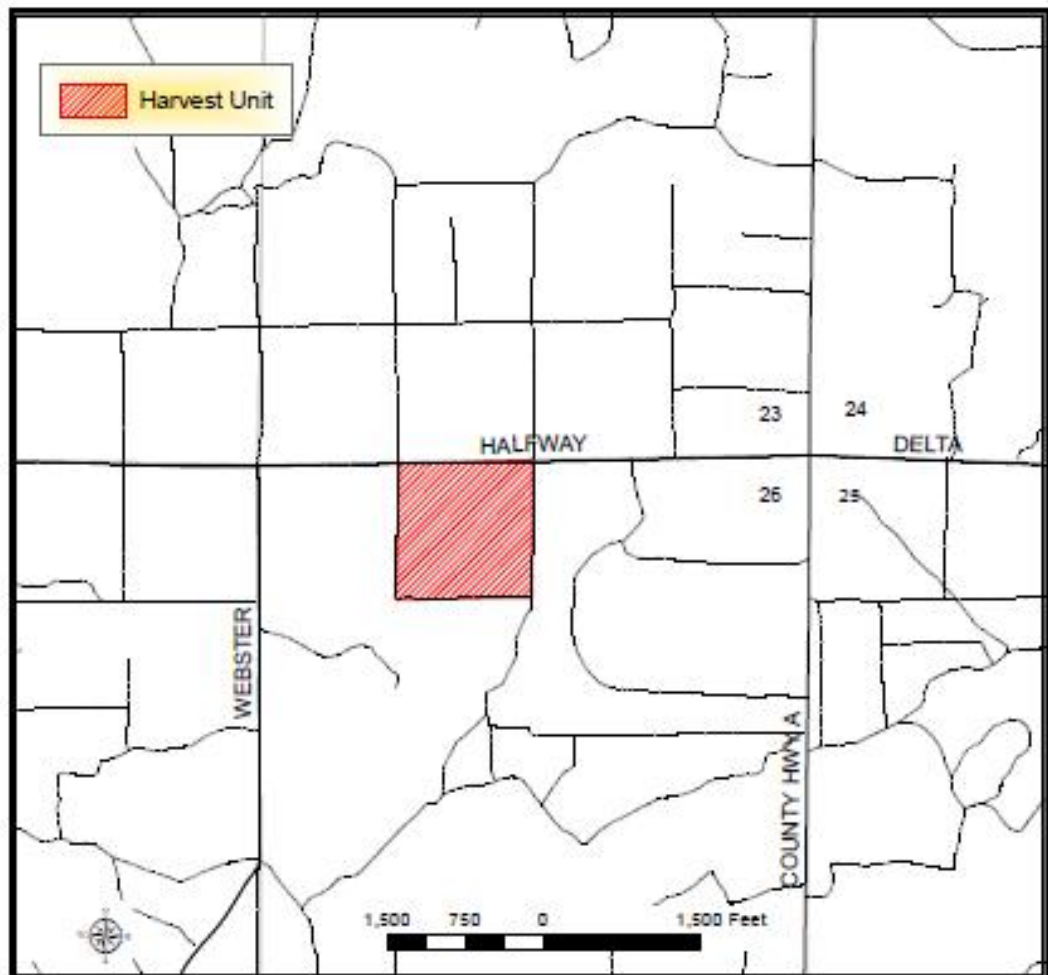 Harvest Unit
23
24
HALFWAY
DELTA
26
25
WEBSTER
COUNTY HWY A
1,500 750 0 1,500 Feet